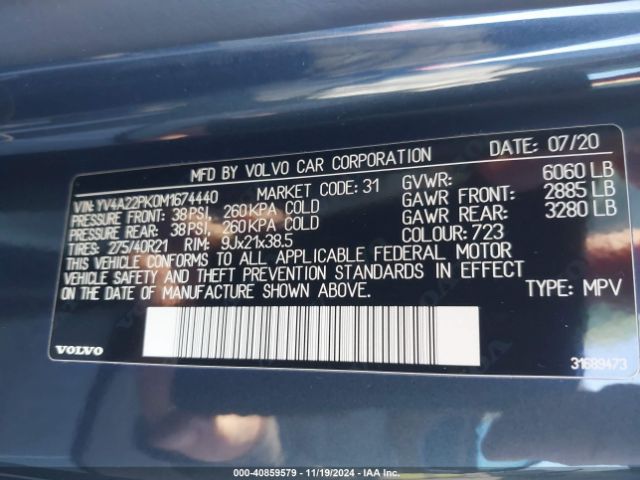 MFD BY VOLVO CAR CORPORATION DATE: 07/20
VIN: YV4A22PK0M1674440 MARKET CODE: 31 GVWR: 6060 LB
PRESSURE FRONT: 38PSI, 260KPA COLD GAWR FRONT: 2885 LB
PRESSURE REAR: 38PSI, 260 KPA COLD GAWR REAR: 3280 LB
TIRES: 275/40R21 RIM: 9Jx21x38.5 COLOUR: 723
THIS VEHICLE CONFORMS TO ALL APPLICABLE FEDERAL MOTOR
VEHICLE SAFETY AND THEFT PREVENTION STANDARDS IN EFFECT
ON THE DATE OF MANUFACTURE SHOWN ABOVE. TYPE: MPV
VOLVO 31689473
000-40859579 - 11/19/2024 - IAA Inc.